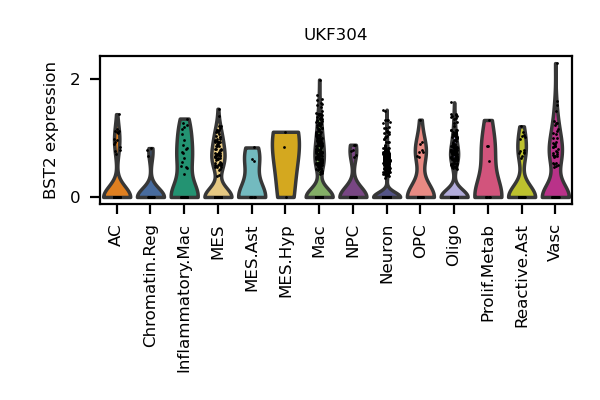 UKF304
BST2 expression
2
0
AC
Chromatin.Reg
Inflammatory.Mac
MES
MES.Ast
MES.Hyp
Mac
NPC
Neuron
OPC
Oligo
Prolif.Metab
Reactive.Ast
Vasc